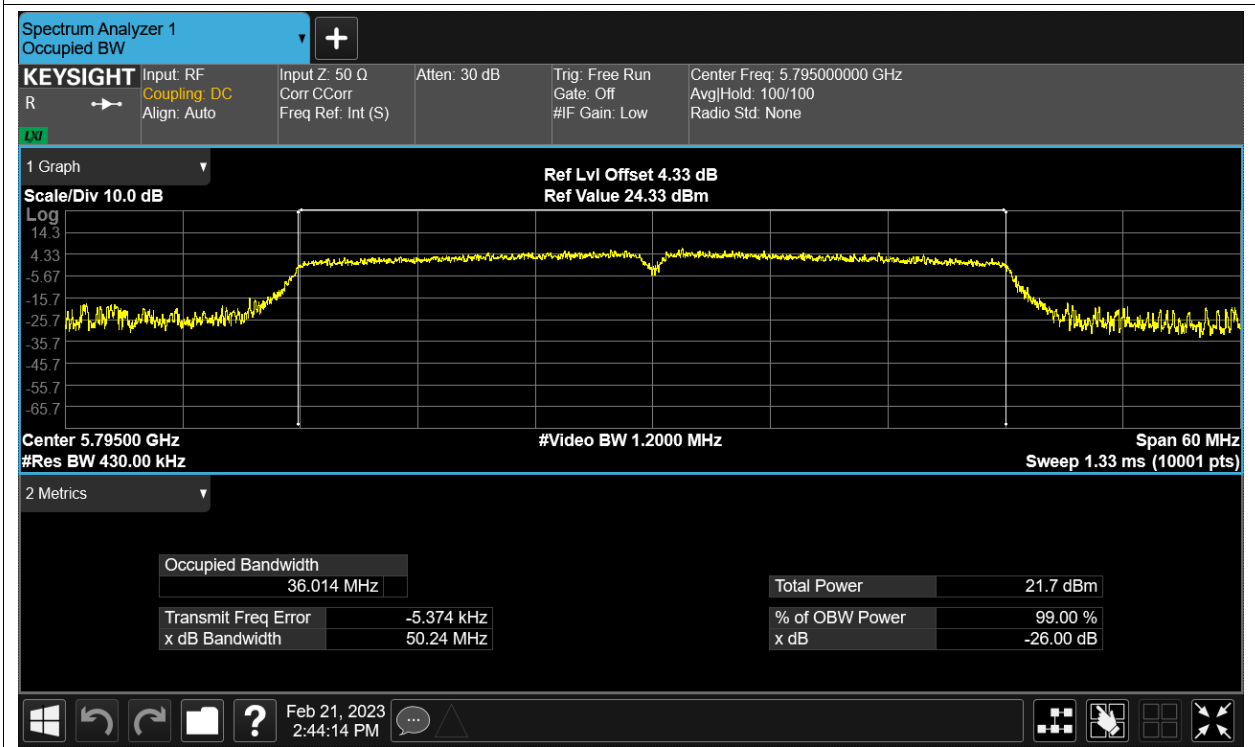 Spectrum Analyzer 1
Occupied BW
KEYSIGHT
R
LXI
Input: RF
Coupling: DC
Align: Auto
Input Z: 50 Ω
Corr CCorr
Freq Ref: Int (S)
Atten: 30 dB
Trig: Free Run
Gate: Off
#IF Gain: Low
Center Freq: 5.795000000 GHz
Avg|Hold: 100/100
Radio Std: None
1 Graph
Scale/Div 10.0 dB
Ref Lvl Offset 4.33 dB
Ref Value 24.33 dBm
Log
14.3
4.33
-5.67
-15.7
-25.7
-35.7
-45.7
-55.7
-65.7
Center 5.79500 GHz
#Video BW 1.2000 MHz
Span 60 MHz
#Res BW 430.00 kHz
Sweep 1.33 ms (10001 pts)
2 Metrics
Occupied Bandwidth
36.014 MHz
Total Power 21.7 dBm
Transmit Freq Error -5.374 kHz
% of OBW Power 99.00 %
x dB Bandwidth 50.24 MHz
x dB -26.00 dB
?
Feb 21, 2023
2:44:14 PM